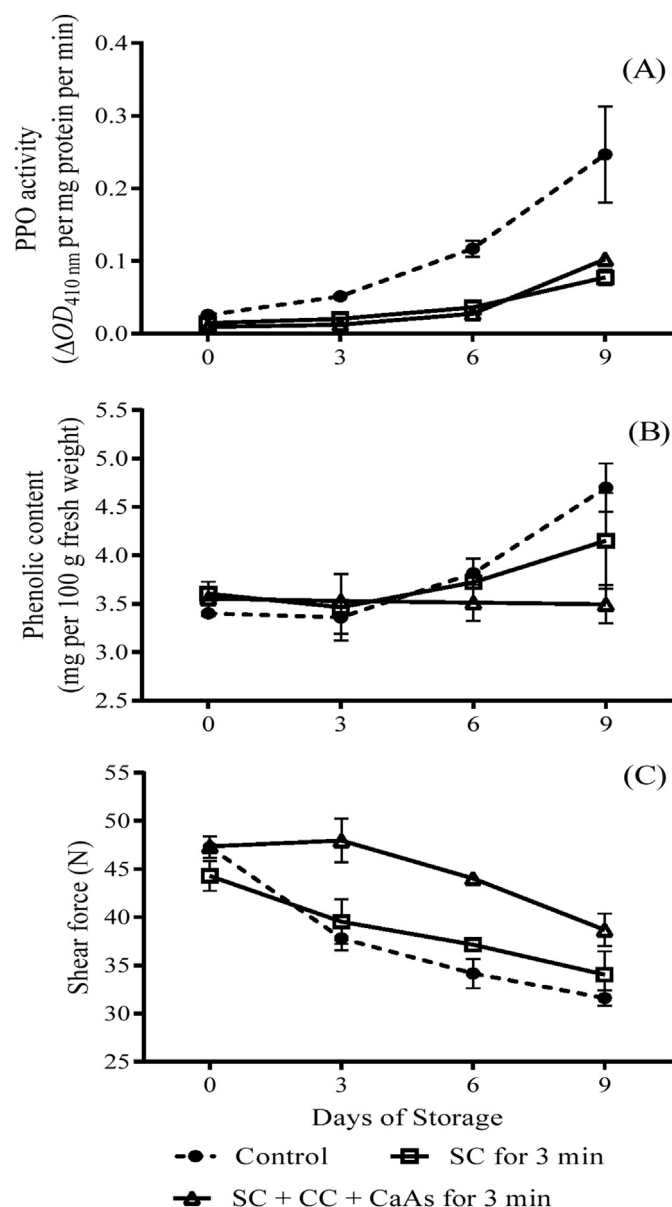 (A)
PPO activity
(ΔOD410 nm per mg protein per min)
0.4
0.3
0.2
0.1
0.0
0 3 6 9
(B)
Phenolic content
(mg per 100 g fresh weight)
5.5
5.0
4.5
4.0
3.5
3.0
2.5
0 3 6 9
(C)
Shear force (N)
55
50
45
40
35
30
25
0 3 6 9
Days of Storage
Control SC for 3 min
SC + CC + CaAs for 3 min